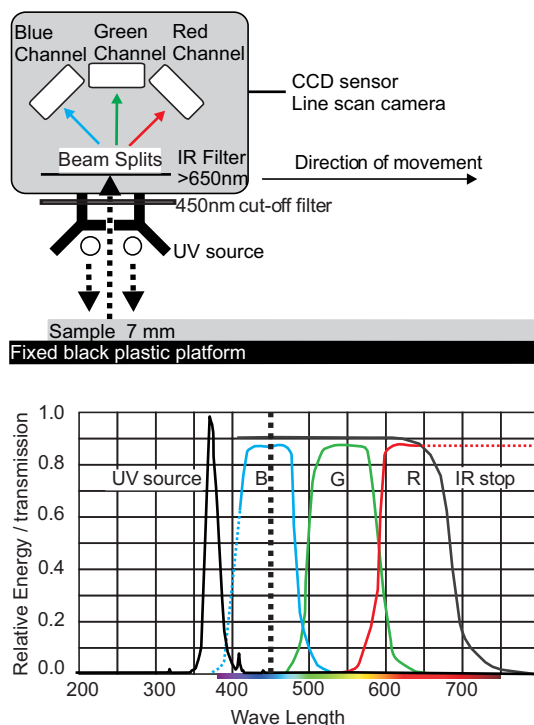 Blue
Channel
Green
Channel
Red
Channel
CCD sensor
Line scan camera
Beam Splits
IR Filter
>650nm
Direction of movement
450nm cut-off filter
UV source
Sample 7 mm
Fixed black plastic platform
Relative Energy / transmission
1.0
0.8
0.6
0.4
0.2
0.0
UV source
B
G
R
IR stop
200
300
400
500
600
700
Wave Length